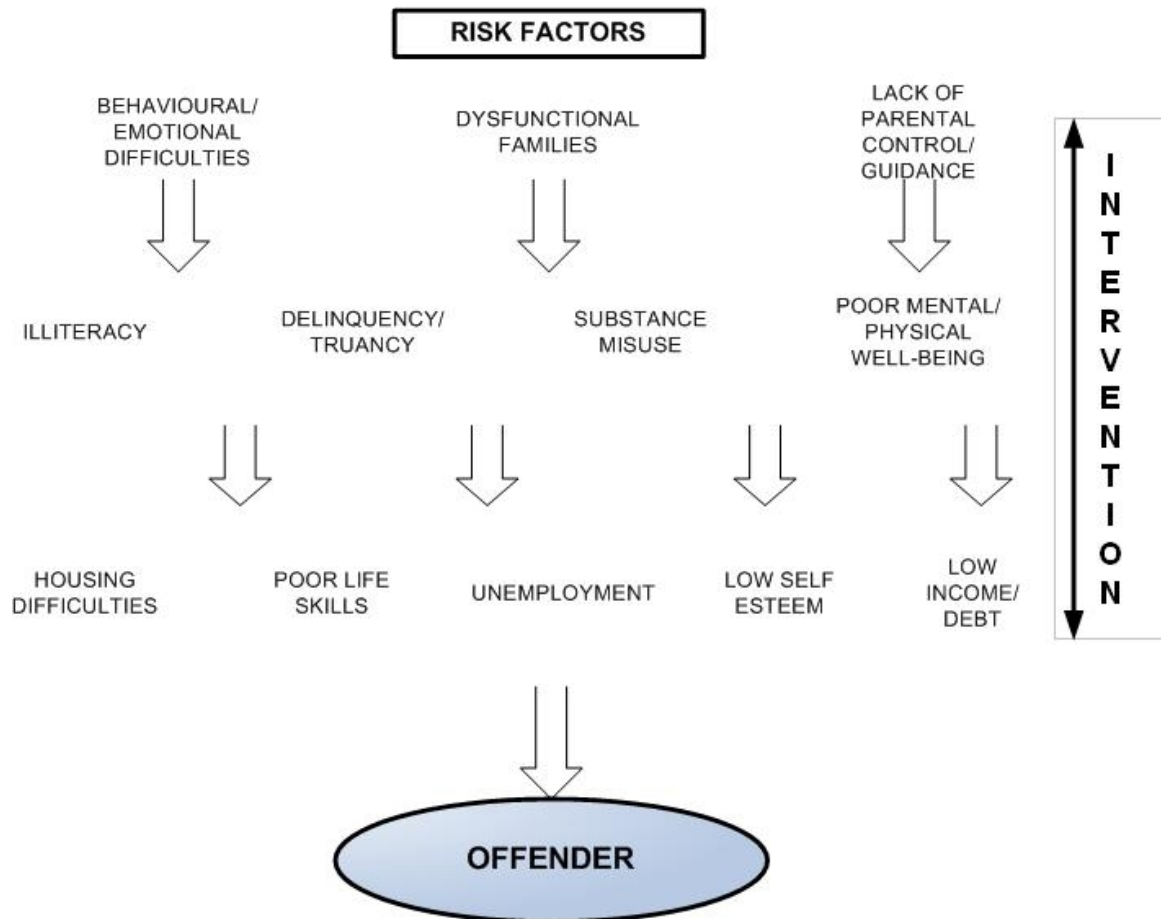 RISK FACTORS
BEHAVIOURAL/
EMOTIONAL
DIFFICULTIES
DYSFUNCTIONAL
FAMILIES
LACK OF
PARENTAL
CONTROL/
GUIDANCE
ILLITERACY
DELINQUENCY/
TRUANCY
SUBSTANCE
MISUSE
POOR MENTAL/
PHYSICAL
WELL-BEING
HOUSING
DIFFICULTIES
POOR LIFE
SKILLS
UNEMPLOYMENT
LOW SELF
ESTEEM
LOW
INCOME/
DEBT
INTERVENTION
OFFENDER